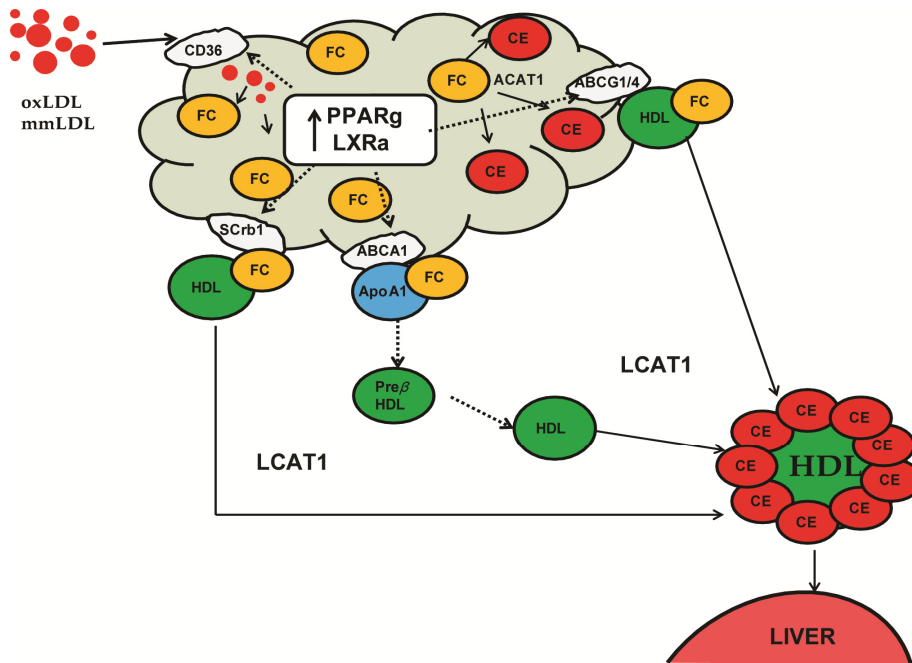 CD36
oxLDL
mmLDL
FC
CE
FC
ACAT1
ABCG1/4
FC
FC
HDL
PPARg
LXRa
CE
CE
FC
FC
SCrb1
ABCA1
HDL
FC
ApoA1
FC
Preβ
HDL
HDL
LCAT1
LCAT1
CE
CE
CE
CE
CE
CE
CE
CE
CE
HDL
LIVER